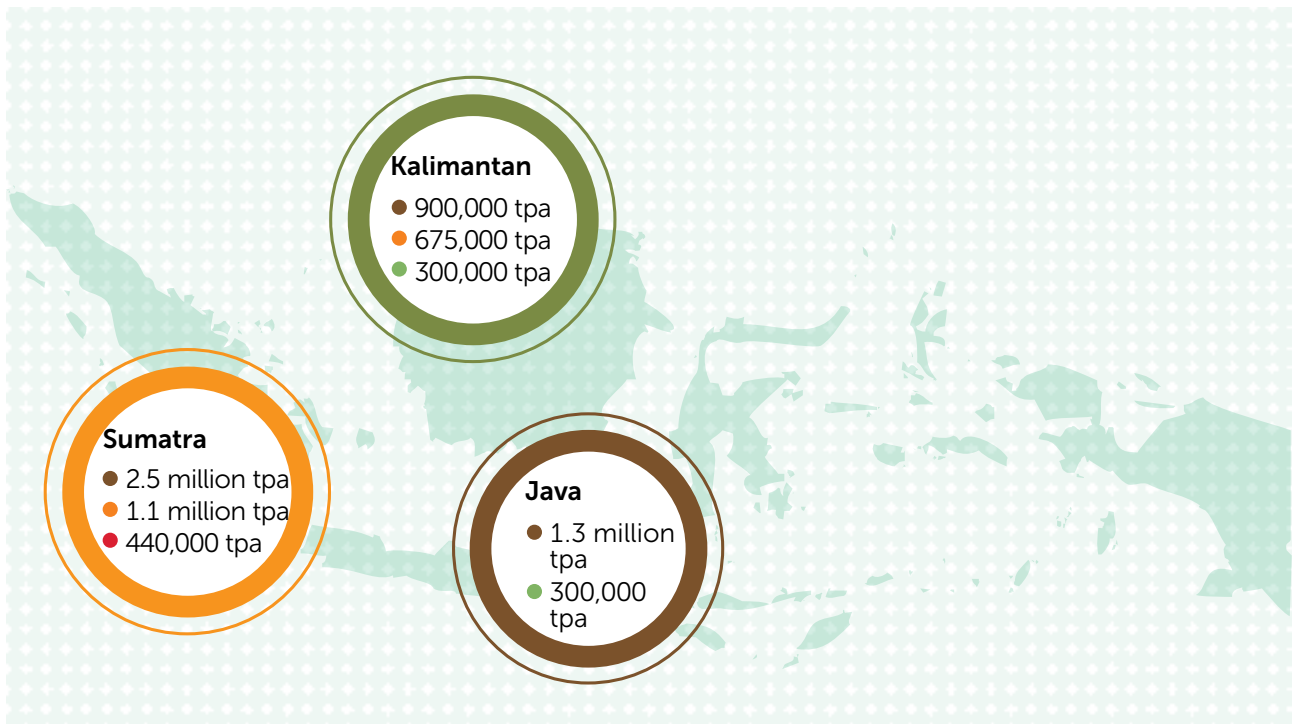 Kalimantan
900,000 tpa
675,000 tpa
300,000 tpa
Sumatra
2.5 million tpa
1.1 million tpa
440,000 tpa
Java
1.3 million
tpa
300,000
tpa